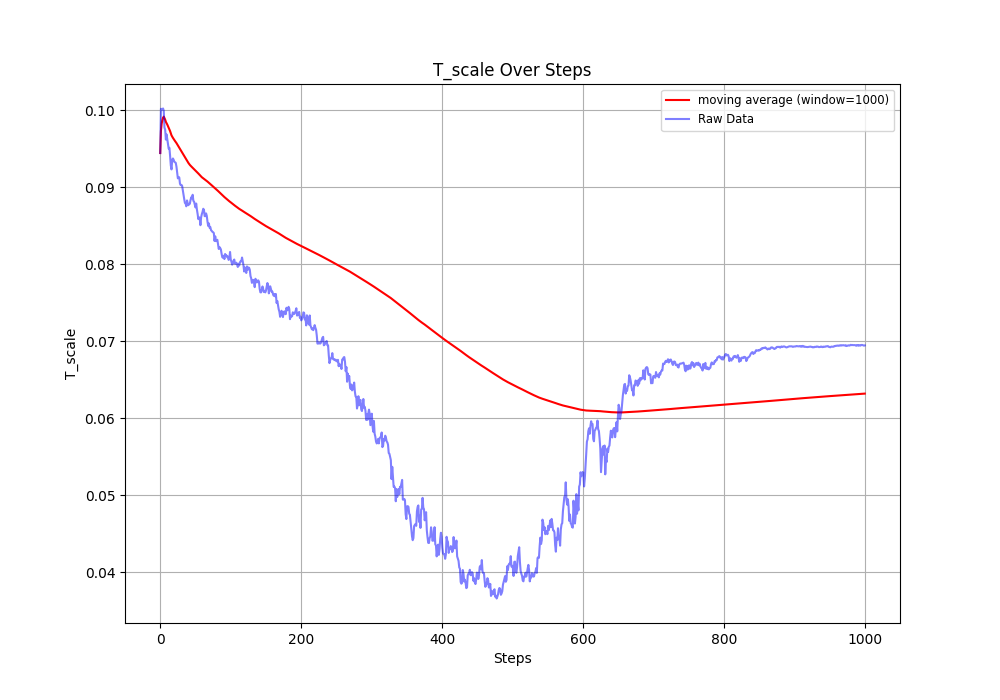 T_scale Over Steps
moving average (window=1000)
Raw Data
T_scale
0.10
0.09
0.08
0.07
0.06
0.05
0.04
0 200 400 600 800 1000
Steps